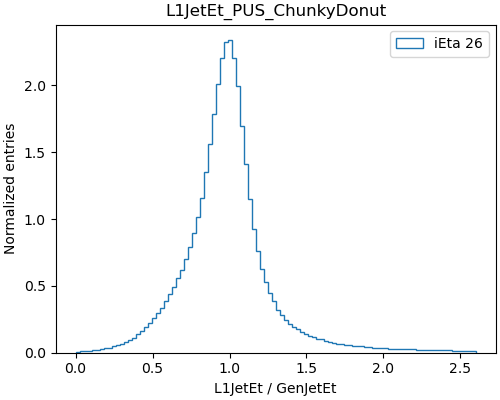 L1JetEt_PUS_ChunkyDonut
iEta 26
Normalized entries
2.0
1.5
1.0
0.5
0.0
0.0 0.5 1.0 1.5 2.0 2.5
L1JetEt / GenJetEt